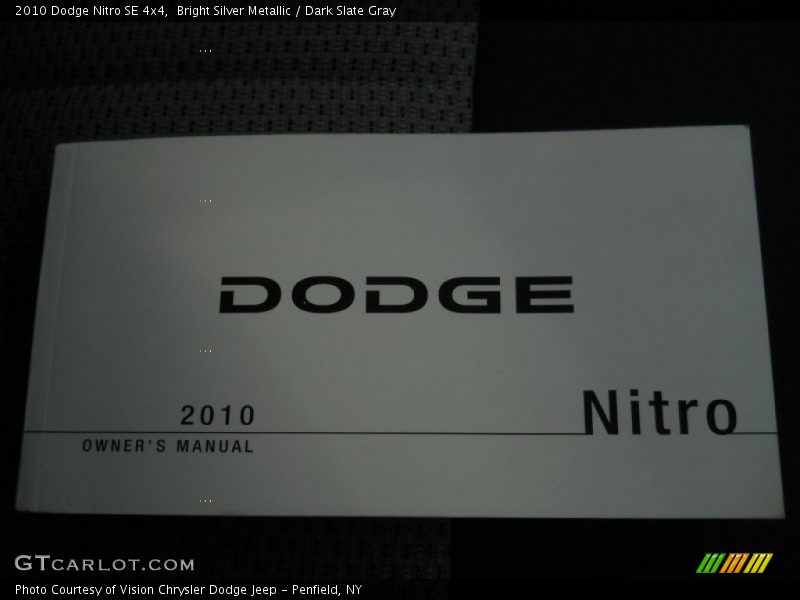 2010 Dodge Nitro SE 4x4,  Bright Silver Metallic / Dark Slate Gray
...
...
DODGE
...
2010
Nitro
OWNER'S MANUAL
...
GTCARLOT.COM
Photo Courtesy of Vision Chrysler Dodge Jeep – Penfield, NY